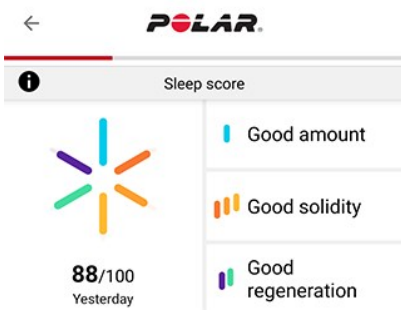 POLAR.
Sleep score
Good amount
Good solidity
Good
regeneration
88/100
Yesterday